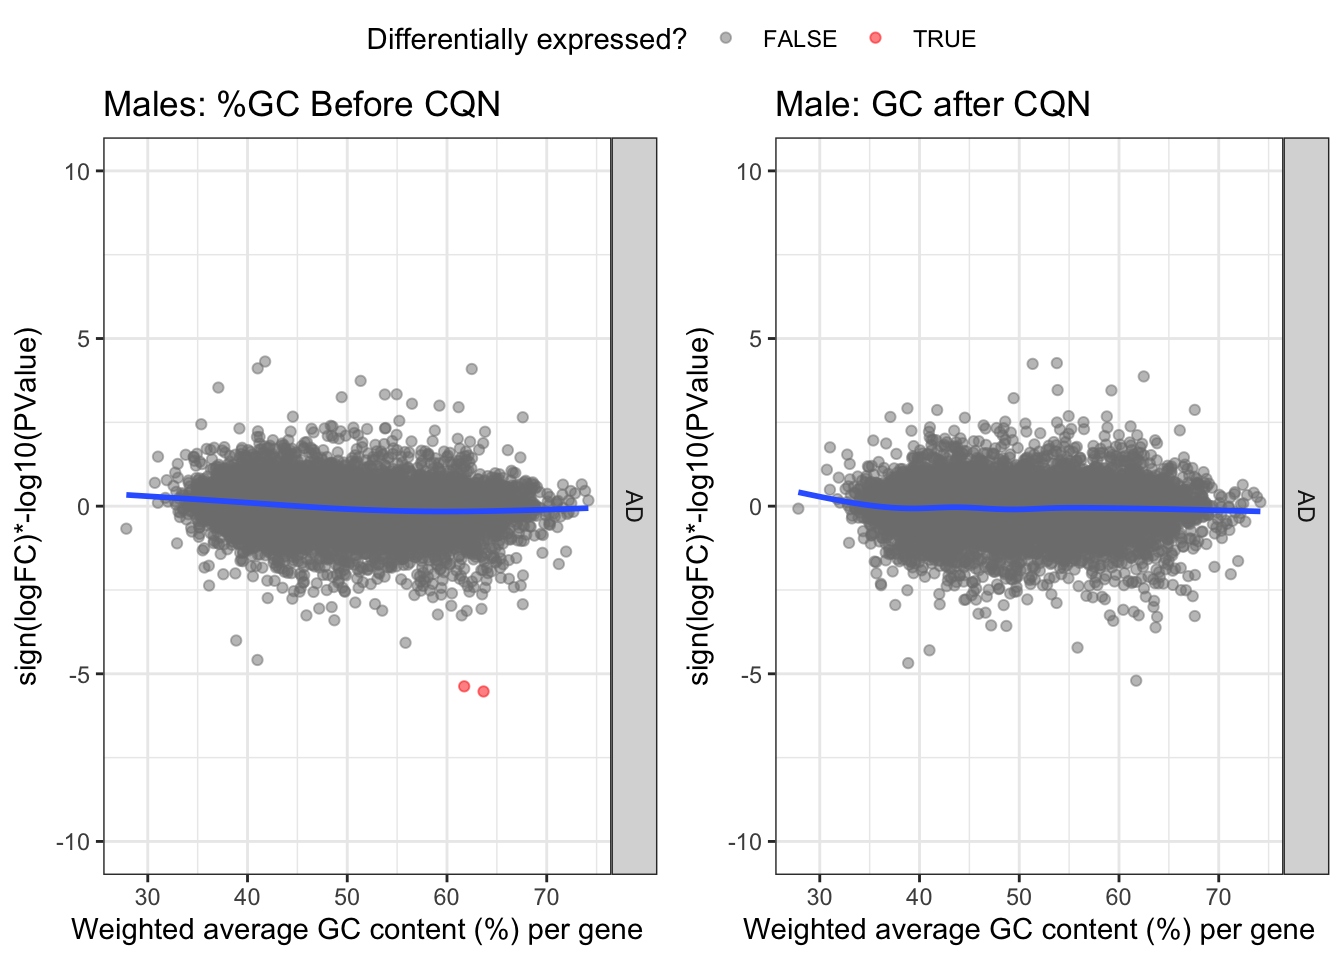 Differentially expressed? FALSE TRUE
Males: %GC Before CQN
10
5
0
-5
-10
sign(logFC)*-log10(PValue)
AD
30 40 50 60 70
Weighted average GC content (%) per gene
Male: GC after CQN
10
5
0
-5
-10
sign(logFC)*-log10(PValue)
AD
30 40 50 60 70
Weighted average GC content (%) per gene